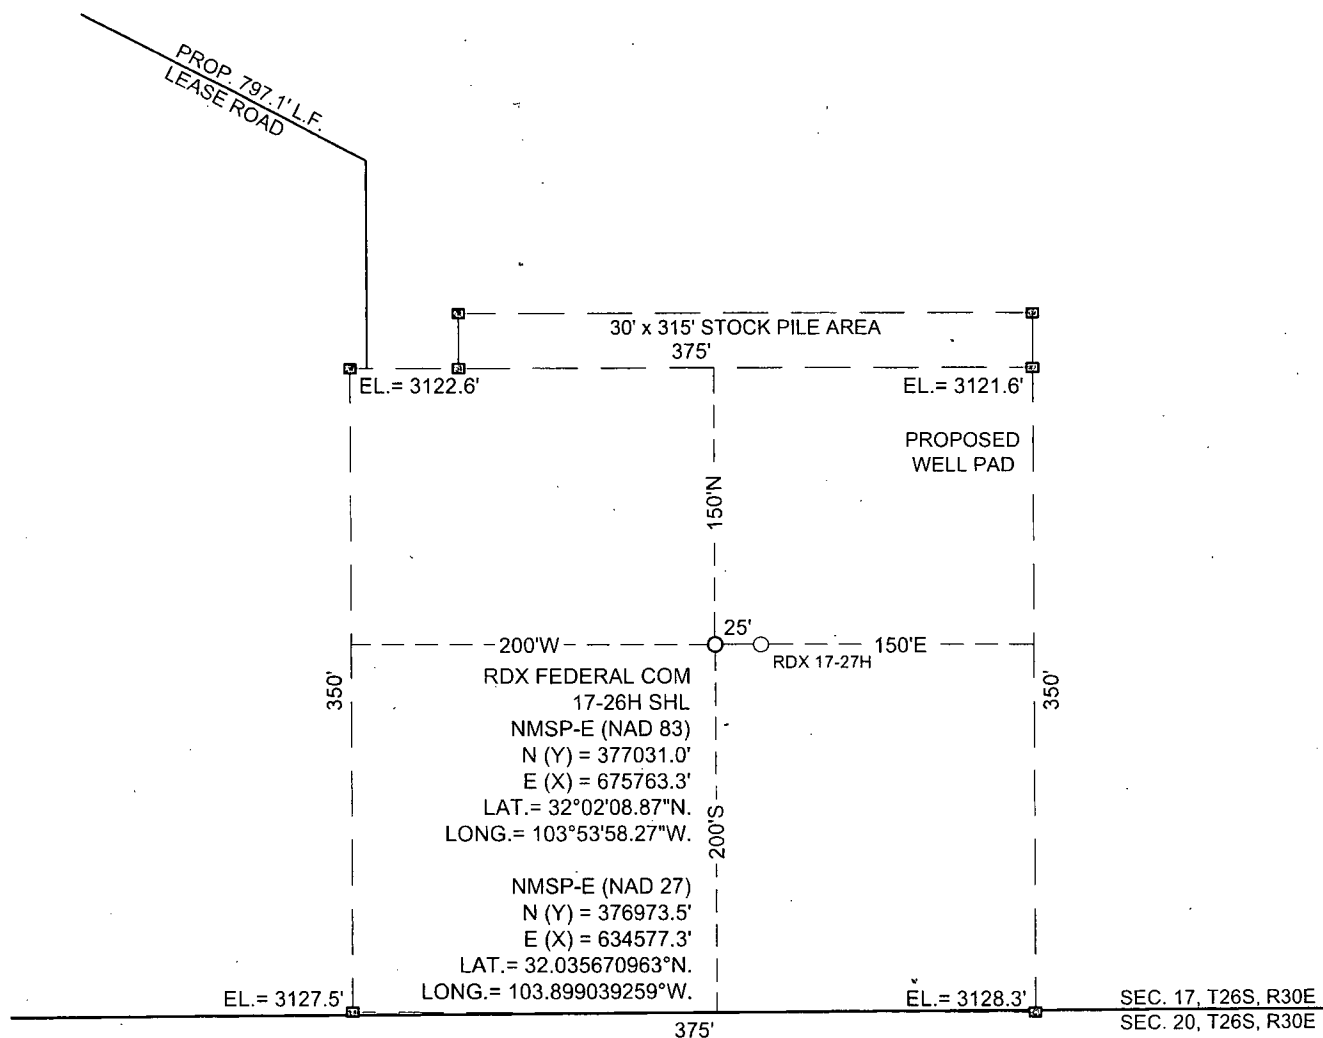 PROP. 797.1' L.F.
LEASE ROAD
30' x 315' STOCK PILE AREA
375'
EL.= 3122.6'
EL.= 3121.6'
PROPOSED
WELL PAD
150'N
25'
200'W
150'E
RDX 17-27H
350'
350'
RDX FEDERAL COM
17-26H SHL
NMSP-E (NAD 83)
N (Y) = 377031.0'
E (X) = 675763.3'
LAT.= 32°02'08.87"N.
LONG.= 103°53'58.27"W.
200'S
NMSP-E (NAD 27)
N (Y) = 376973.5'
E (X) = 634577.3'
LAT.= 32.035670963°N.
LONG.= 103.899039259°W.
EL.= 3127.5'
EL.= 3128.3'
SEC. 17, T26S, R30E
SEC. 20, T26S, R30E
375'